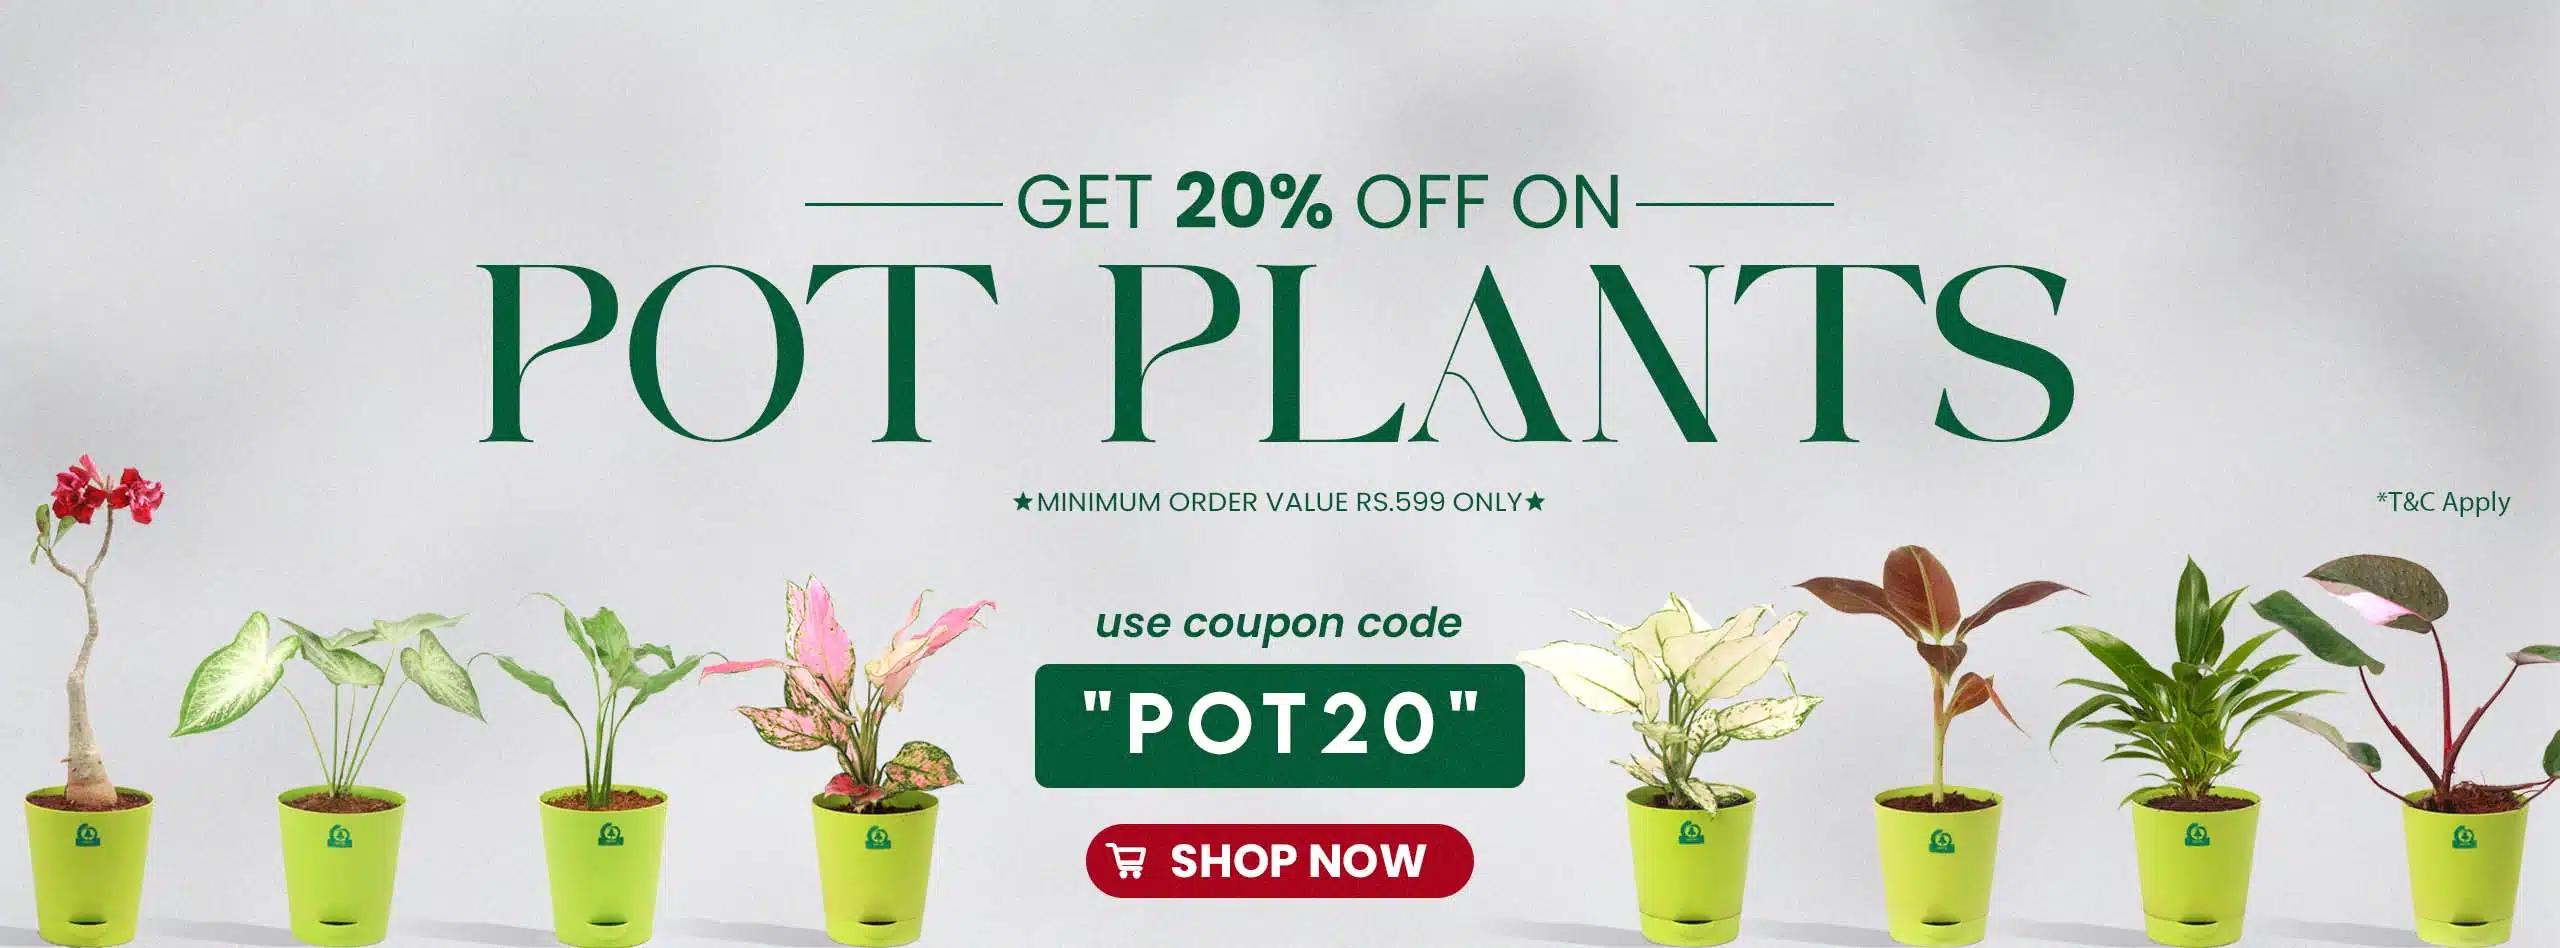 GET 20% OFF ON
POT PLANTS
★MINIMUM ORDER VALUE RS.599 ONLY★
*T&C Apply
use coupon code
"POT20"
SHOP NOW